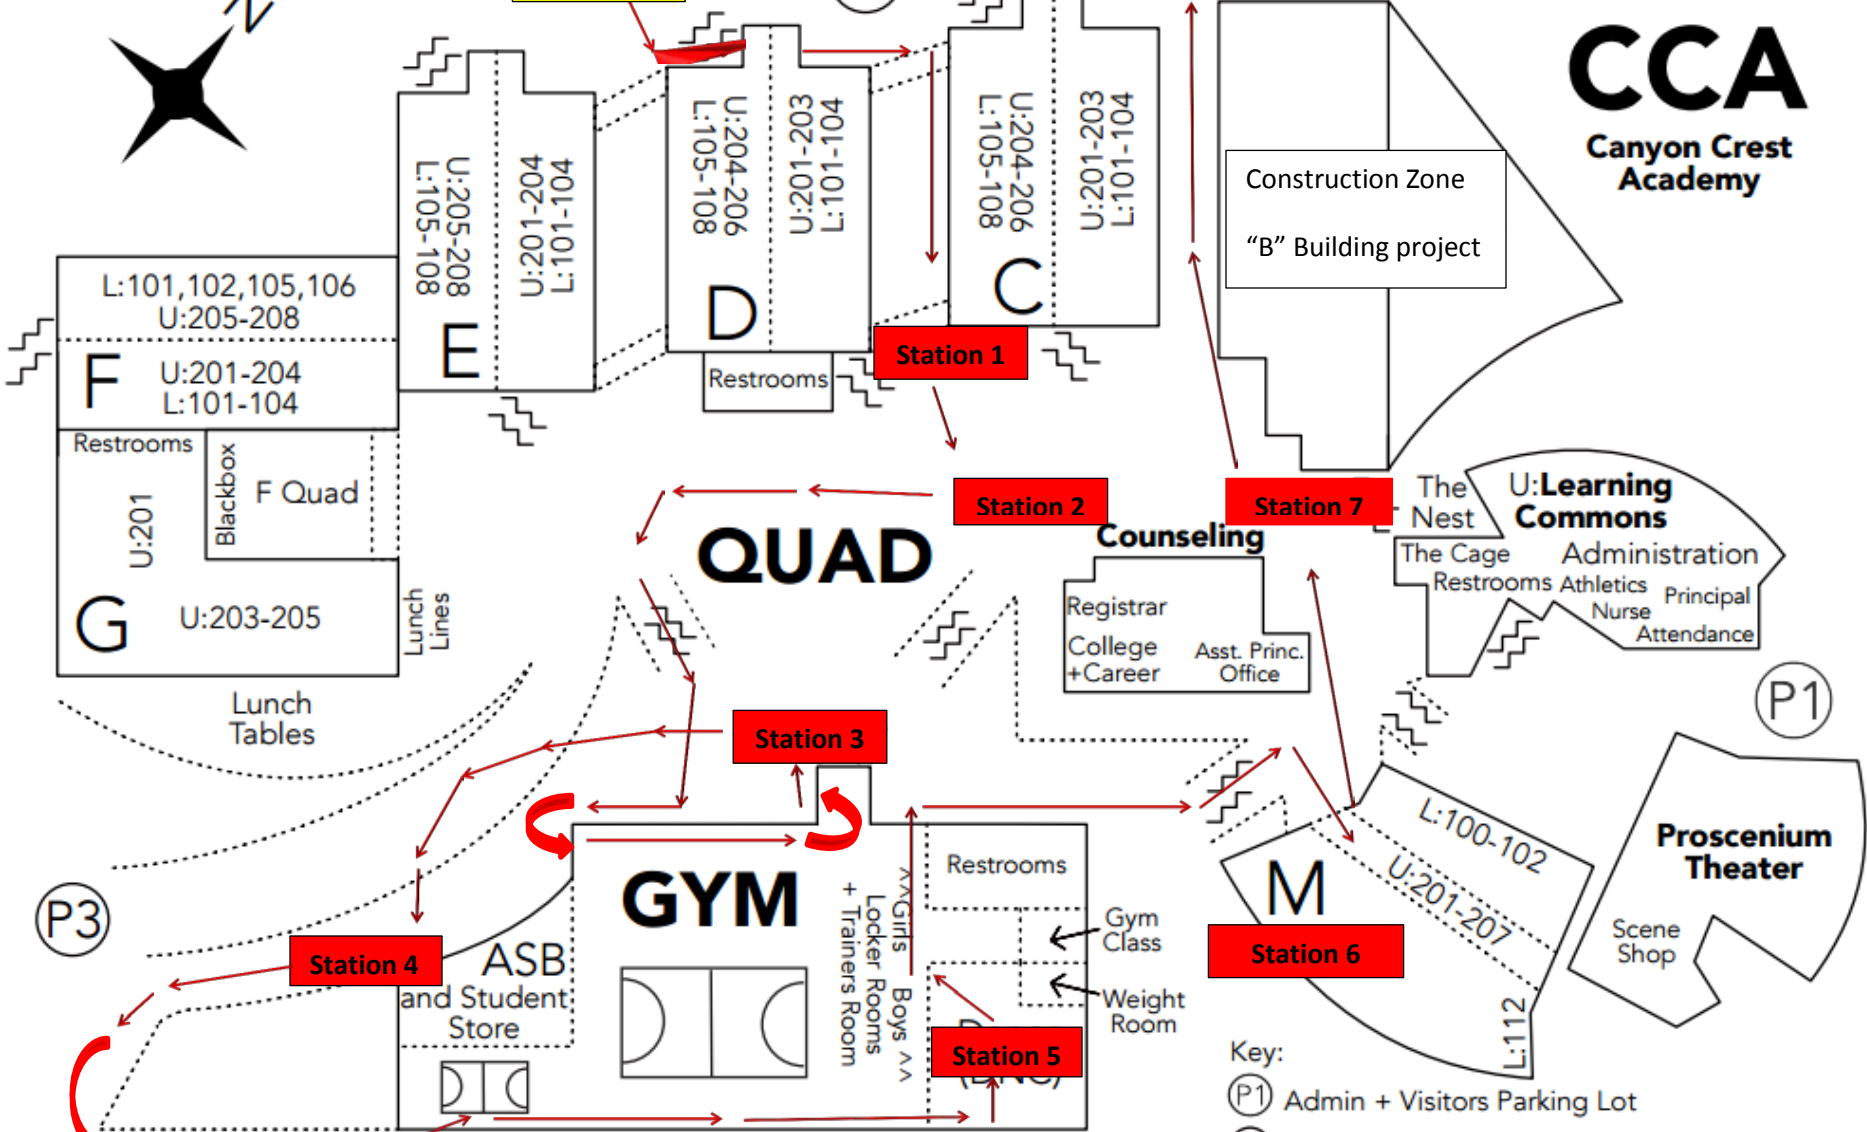 N
CCA
Canyon Crest
Academy
Construction Zone
“B” Building project
L:105-108
U:205-208
U:201-204
L:101-104
E
L:105-108
U:204-206
U:201-203
L:101-104
D
L:105-108
U:204-206
U:201-203
L:101-104
C
L:101,102,105,106
U:205-208
F
U:201-204
L:101-104
Restrooms
Blackbox
F Quad
U:201
G
U:203-205
Lunch
Lines
Lunch
Tables
Restrooms
Station 1
Station 2
Station 7
QUAD
Counseling
Registrar
College
+Career
Asst. Princ.
Office
The
Nest
U:Learning
Commons
The Cage
Administration
Restrooms
Athletics
Nurse
Principal
Attendance
P1
Station 3
P3
Station 4
ASB
and Student
Store
GYM
^^Girls Boys ^^
Locker Rooms
+ Trainers Room
Restrooms
Gym
Class
Weight
Room
Station 5
M
L:100-102
U:201-207
Station 6
L:112
Proscenium
Theater
Scene
Shop
Key:
P1 Admin + Visitors Parking Lot